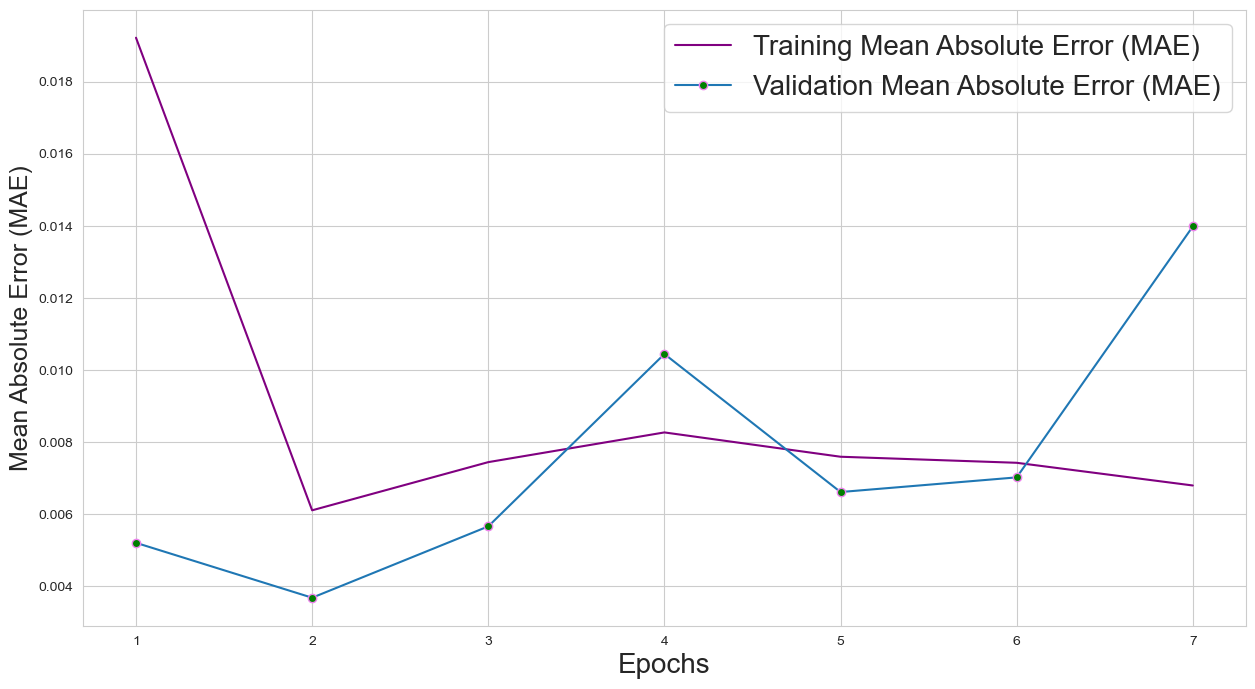 Training Mean Absolute Error (MAE)
Validation Mean Absolute Error (MAE)
Mean Absolute Error (MAE)
0.018
0.016
0.014
0.012
0.010
0.008
0.006
0.004
1 2 3 4 5 6 7
Epochs